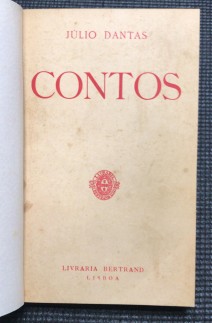 JÚLIO DANTAS
CONTOS
LIVRARIA BERTRAND
LISBOA